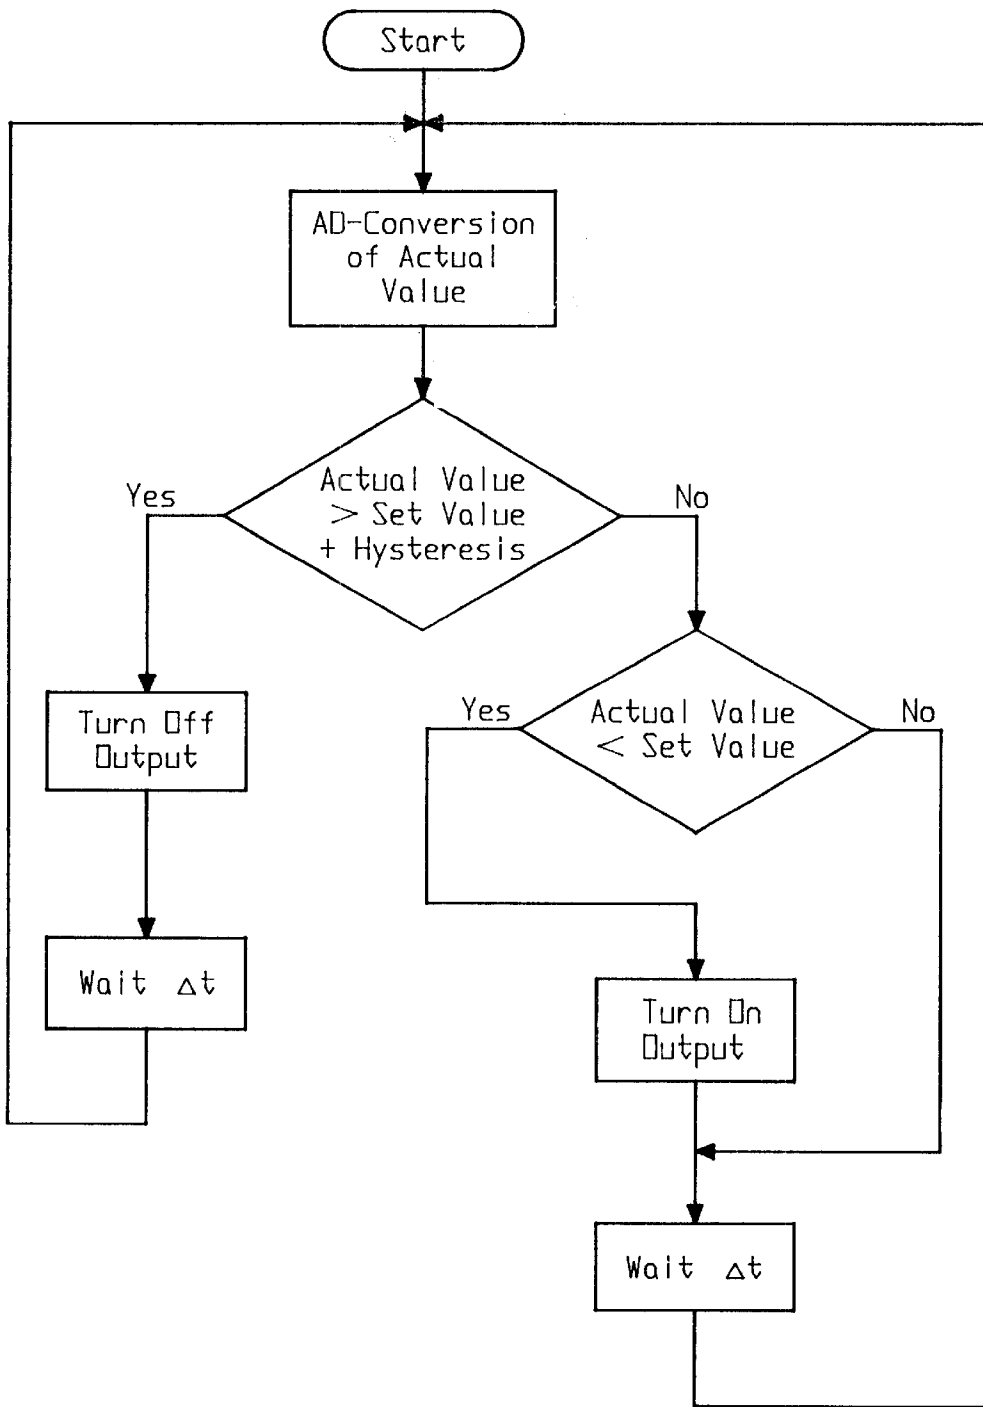 Start
AD-Conversion
of Actual
Value
Actual Value
> Set Value
+ Hysteresis
Yes
No
Turn Off
Output
Wait Δt
Actual Value
< Set Value
Yes
No
Turn On
Output
Wait Δt